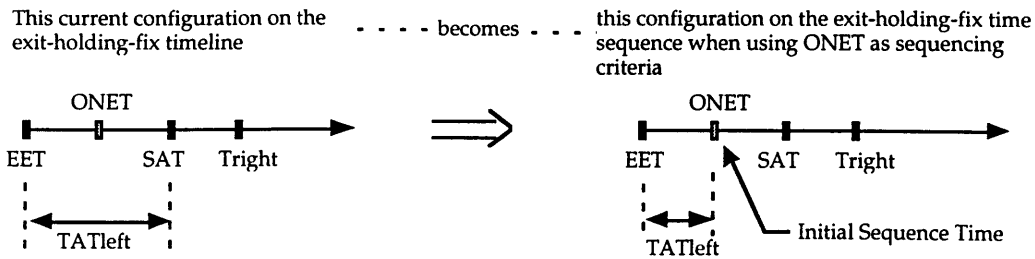 This current configuration on the
exit-holding-fix timeline
becomes
this configuration on the exit-holding-fix time
sequence when using ONET as sequencing
criteria
ONET
EET
SAT
Tright
TATleft
ONET
EET
SAT
Tright
TATleft
Initial Sequence Time